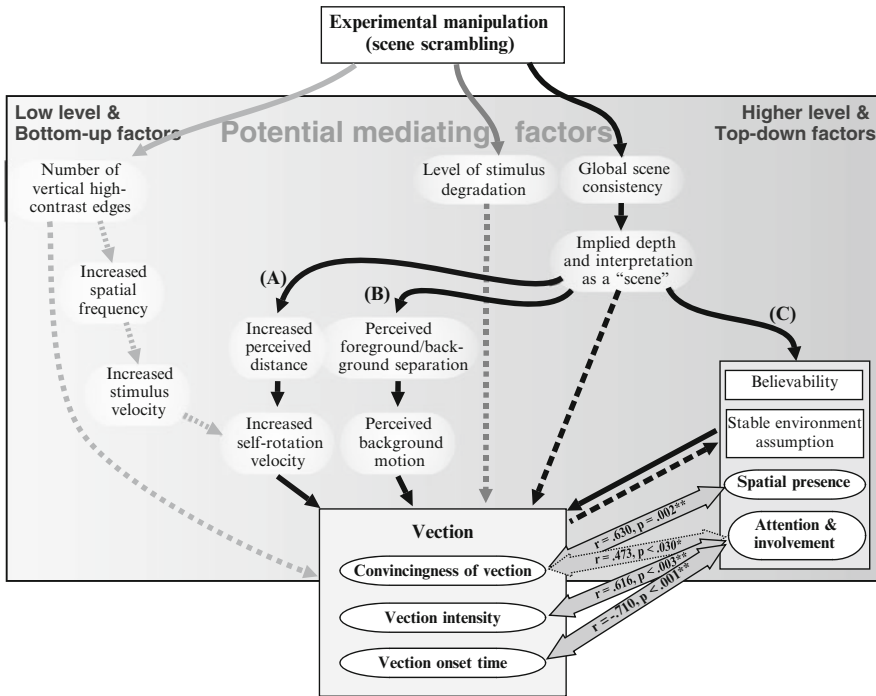 Experimental manipulation
(scene scrambling)
Low level &
Bottom-up factors
Potential mediating factors
Higher level &
Top-down factors
Number of
vertical high-
contrast edges
Level of stimulus
degradation
Global scene
consistency
Implied depth
and interpretation
as a “scene”
(A)
(B)
(C)
Increased
spatial
frequency
Increased
perceived
distance
Perceived
foreground/back-
ground separation
Increased
stimulus
velocity
Increased
self-rotation
velocity
Perceived
background
motion
Believability
Stable environment
assumption
Spatial presence
Attention &
involvement
Vection
Convincingness of vection
Vection intensity
Vection onset time
r = .630, p = .002**
r = .473, p < .030*
r = .616, p < .003**
r = -.710, p < .001**